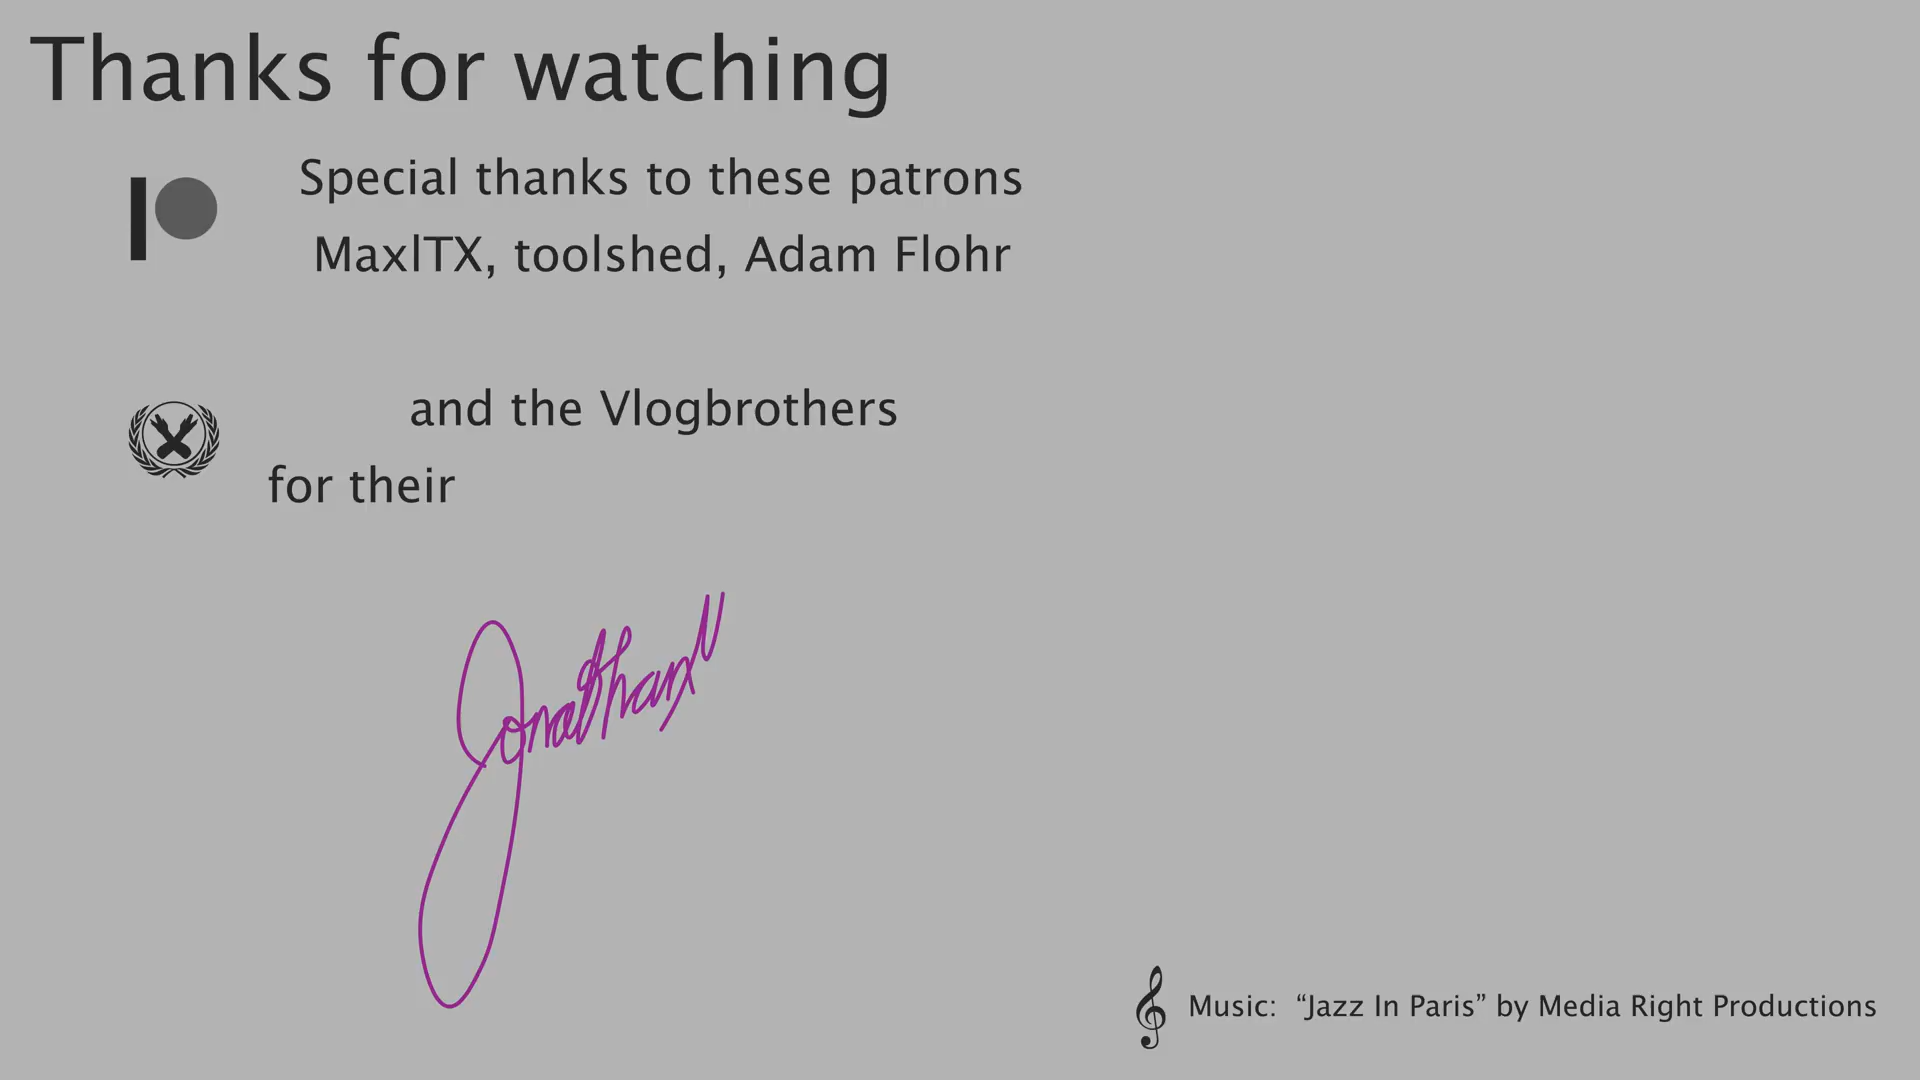 Thanks for watching
Special thanks to these patrons
MaxlTX, toolshed, Adam Flohr
and the Vlogbrothers
for their
Jonathan
Music: “Jazz In Paris” by Media Right Productions